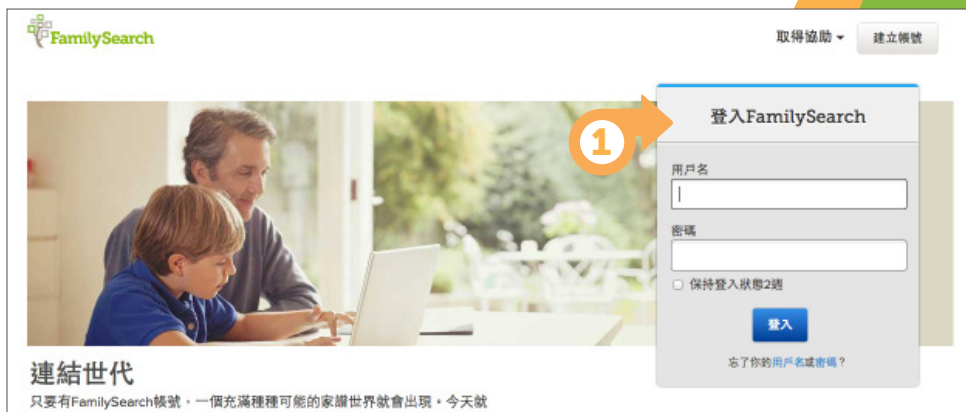 FamilySearch
取得協助
建立帳號
1
登入FamilySearch
用戶名
密碼
保持登入狀態2週
登入
忘了你的用戶名或密碼？
連結世代
只要有FamilySearch帳號，一個充滿種種可能的家譜世界就會出現。今天就